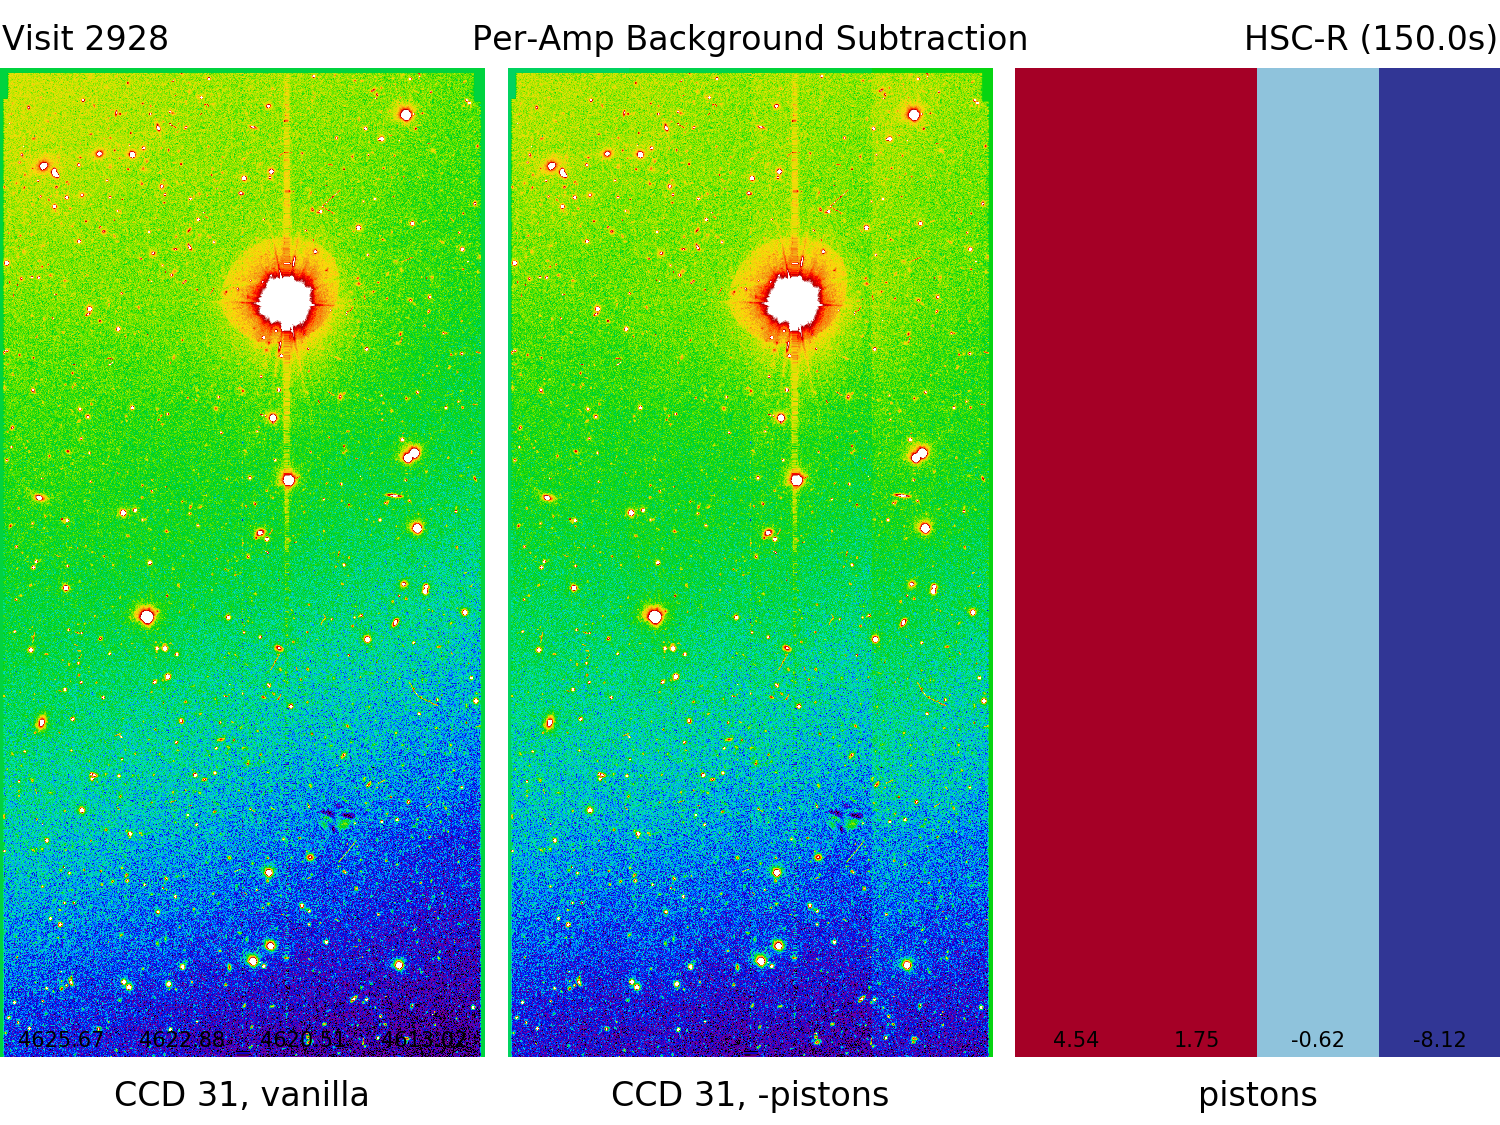 Visit 2928 Per-Amp Background Subtraction HSC-R (150.0s)
4625.67 4622.88 4620.51 4613.02 4.54 1.75 -0.62 -8.12
CCD 31, vanilla CCD 31, -pistons pistons